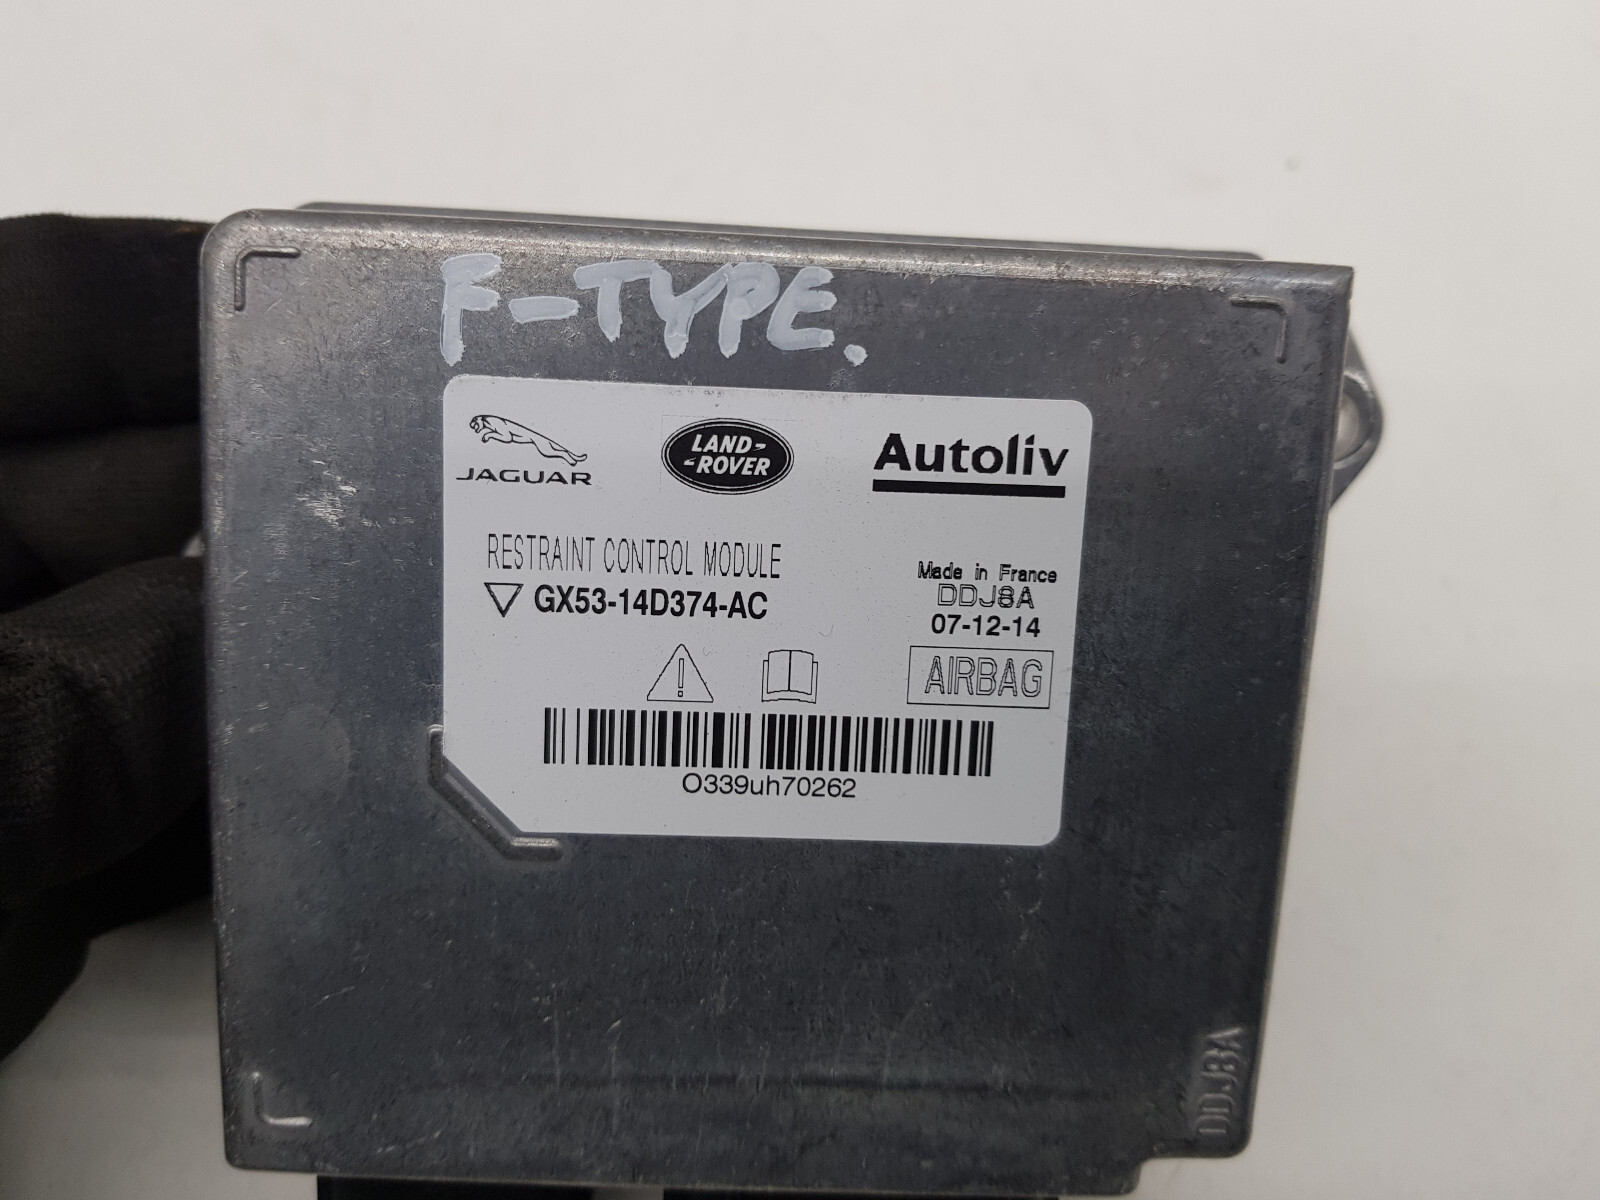 F-TYPE.
JAGUAR
LAND-
-ROVER
Autoliv
RESTRAINT CONTROL MODULE
GX53-14D374-AC
Made in France
DDJ8A
07-12-14
AIRBAG
O339uh70262
DDJ8A